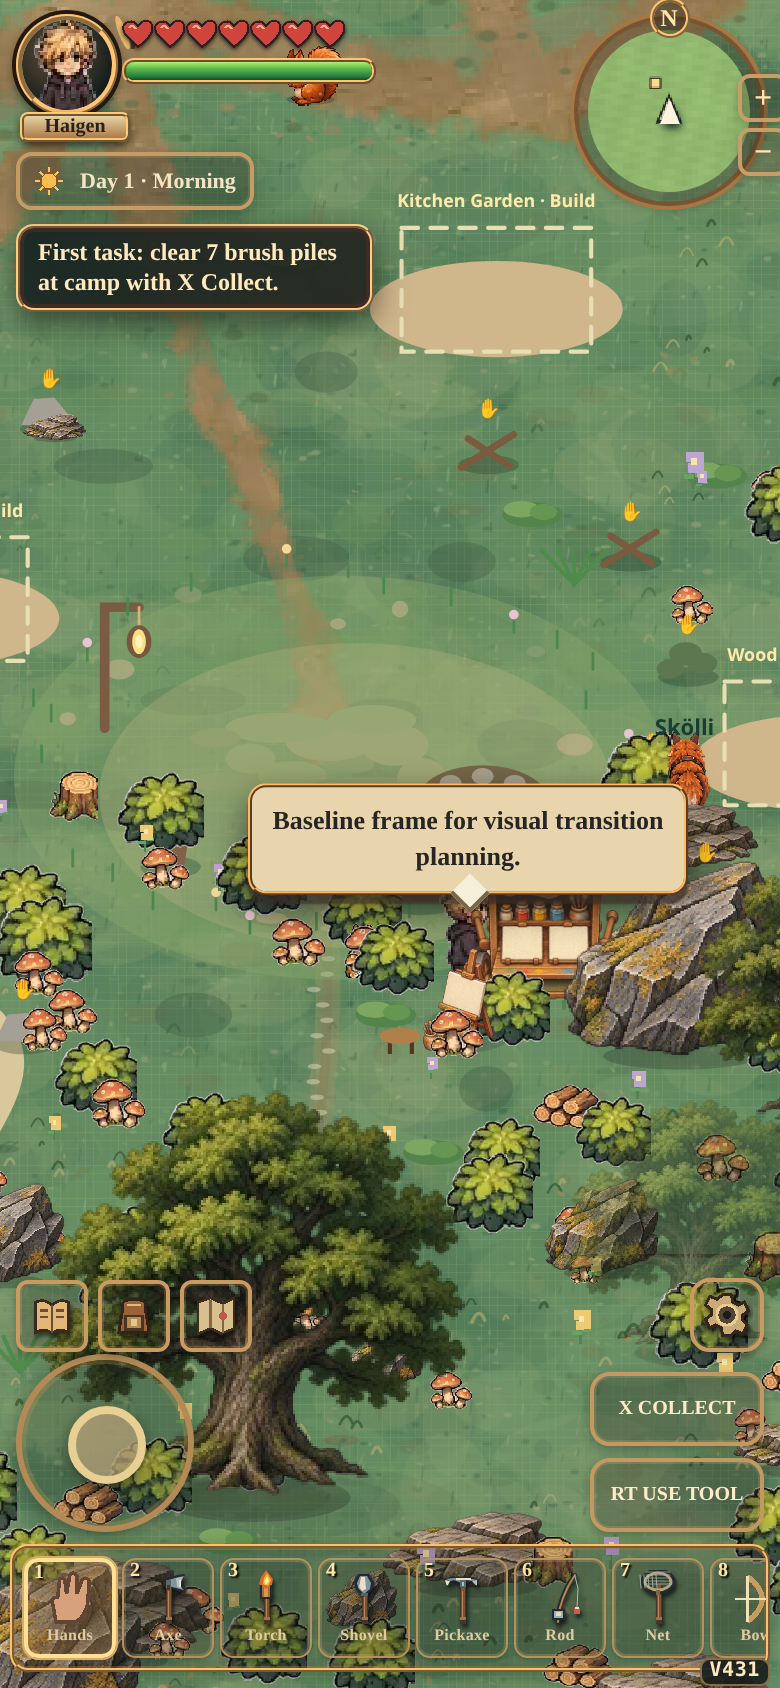 N
Haigen
+
−
Day 1 · Morning
Kitchen Garden · Build
First task: clear 7 brush piles
at camp with X Collect.
ild
Wood
Skölli
Baseline frame for visual transition
planning.
X COLLECT
RT USE TOOL
1 2 3 4 5 6 7 8
Hands Axe Torch Shovel Pickaxe Rod Net Bow
V431